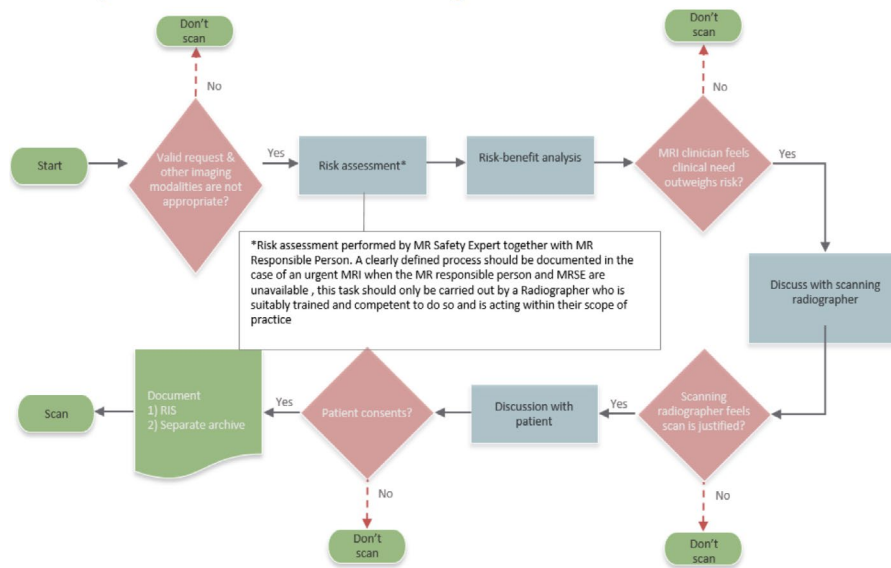 Don't
scan
Don't
scan
No
No
Start
Valid request &
other imaging
modalities are not
appropriate?
Yes
Risk assessment*
Risk-benefit analysis
MRI clinician feels
clinical need
outweighs risk?
Yes
*Risk assessment performed by MR Safety Expert together with MR
Responsible Person. A clearly defined process should be documented in the
case of an urgent MRI when the MR responsible person and MRSE are
unavailable , this task should only be carried out by a Radiographer who is
suitably trained and competent to do so and is acting within their scope of
practice
Discuss with scanning
radiographer
Scanning
radiographer feels
scan is justified?
Yes
Discussion with
patient
Patient consents?
Yes
Document
1) RIS
2) Separate archive
Scan
No
No
Don't
scan
Don't
scan